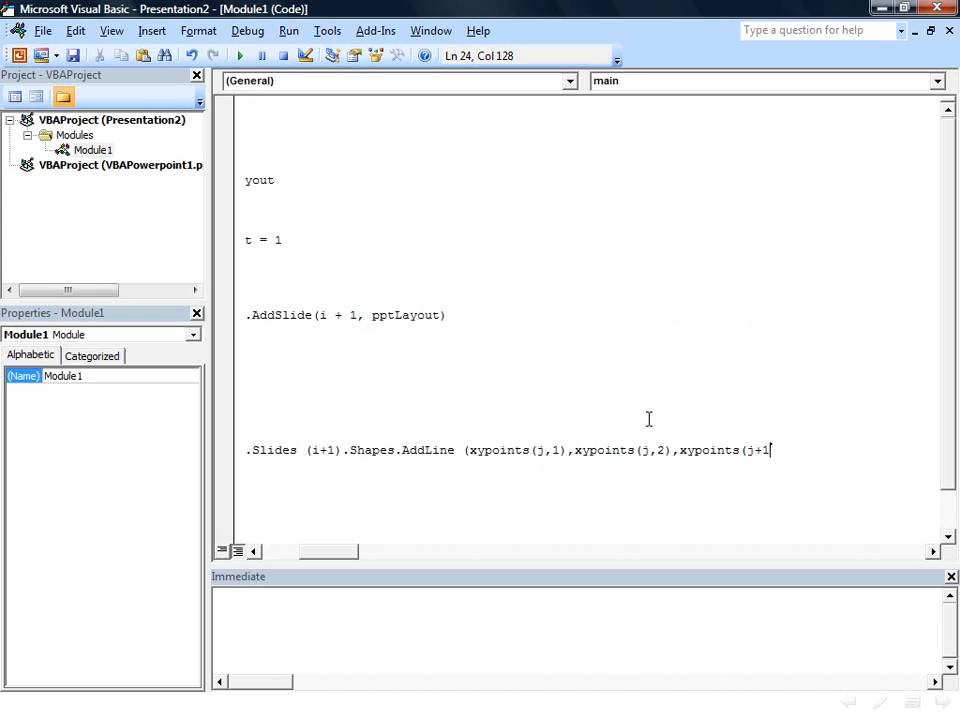 Microsoft Visual Basic - Presentation2 - [Module1 (Code)]
File Edit View Insert Format Debug Run Tools Add-Ins Window Help
Type a question for help
Ln 24, Col 128
Project - VBAProject
(General)
main
VBAProject (Presentation2)
Modules
Module1
VBAProject (VBAPowerpoint1.p
yout
t = 1
.AddSlide(i + 1, pptLayout)
.Slides (i+1).Shapes.AddLine (xypoints(j,1),xypoints(j,2),xypoints(j+1
Properties - Module1
Module1 Module
Alphabetic Categorized
(Name) Module1
Immediate